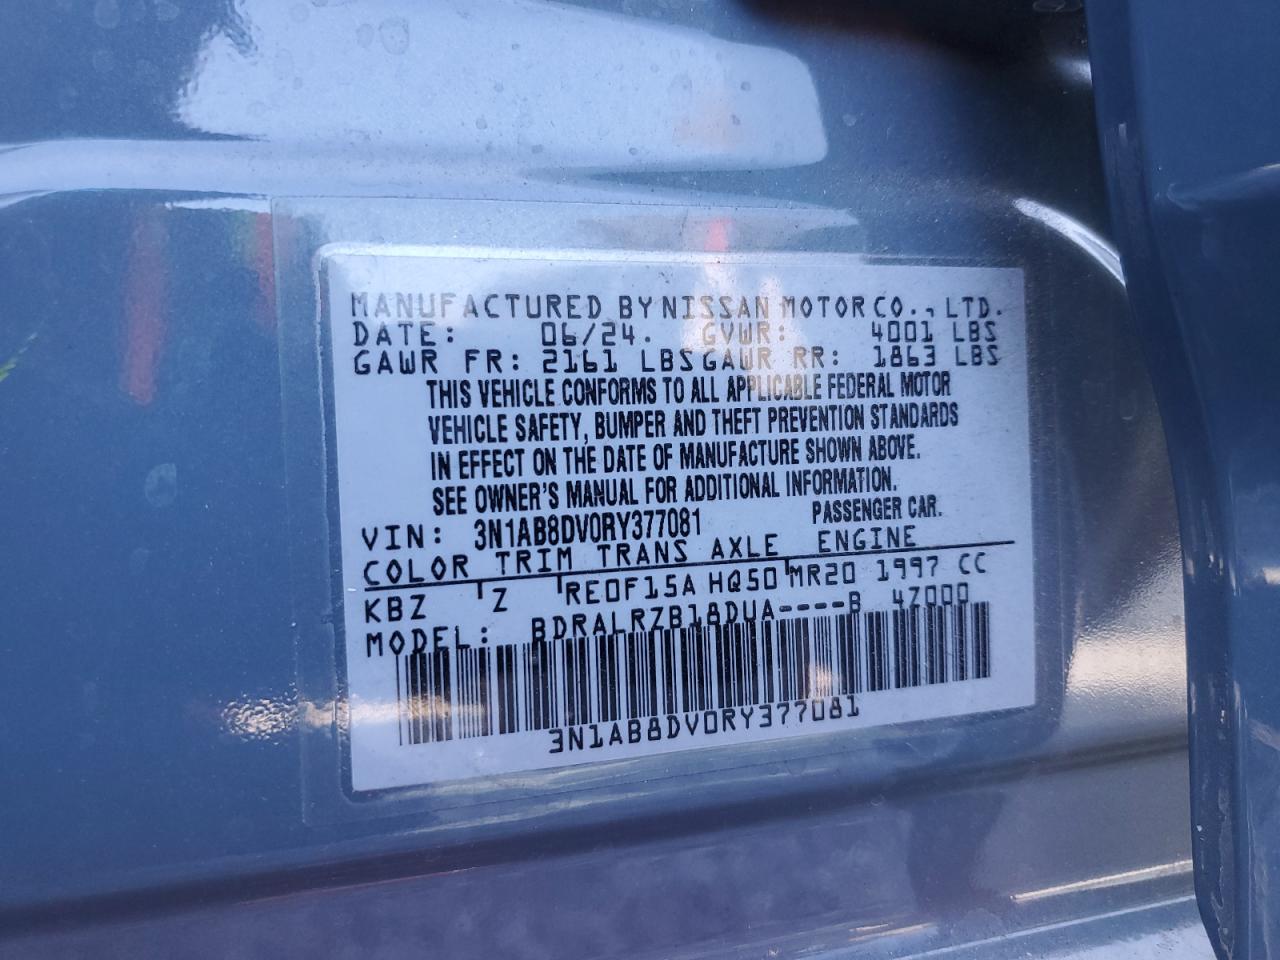 MANUFACTURED BY NISSAN MOTOR CO., LTD.
DATE: 06/24. GVWR: 4001 LBS
GAWR FR: 2161 LBS GAWR RR: 1863 LBS
THIS VEHICLE CONFORMS TO ALL APPLICABLE FEDERAL MOTOR
VEHICLE SAFETY, BUMPER AND THEFT PREVENTION STANDARDS
IN EFFECT ON THE DATE OF MANUFACTURE SHOWN ABOVE.
SEE OWNER'S MANUAL FOR ADDITIONAL INFORMATION.
VIN: 3N1AB8DV0RY377081 PASSENGER CAR.
COLOR TRIM TRANS AXLE ENGINE
KBZ Z RE0F15A HQ50 MR20 1997 CC
MODEL: BDRALRZB18DUA----B 4Z000
3N1AB8DV0RY377081